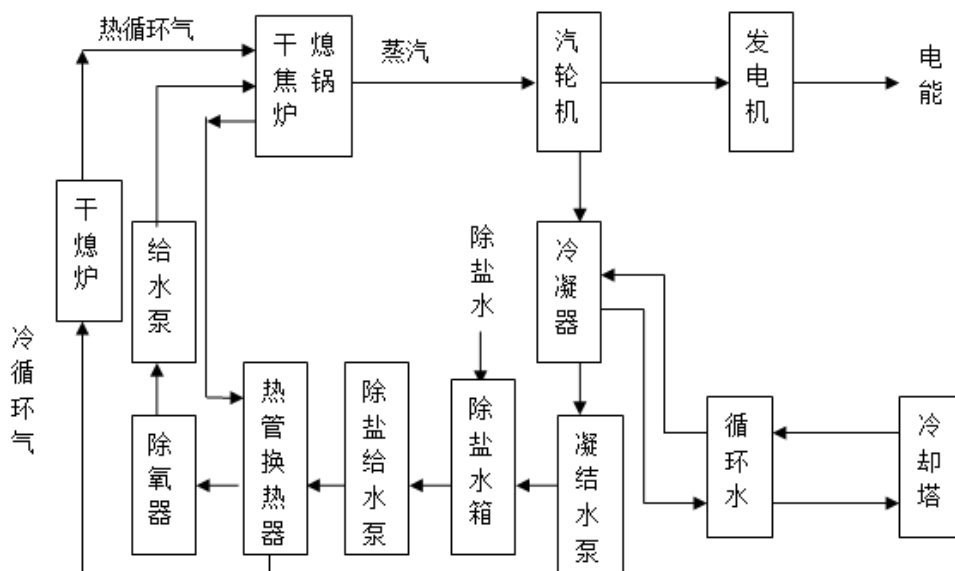 热循环气
干熄
焦锅
炉
蒸汽
汽轮机
发电机
电能
干熄炉
给水泵
除盐水
冷凝器
冷循环气
除氧器
热管换热器
除盐给水泵
除盐水箱
凝结水泵
循环水
冷却塔